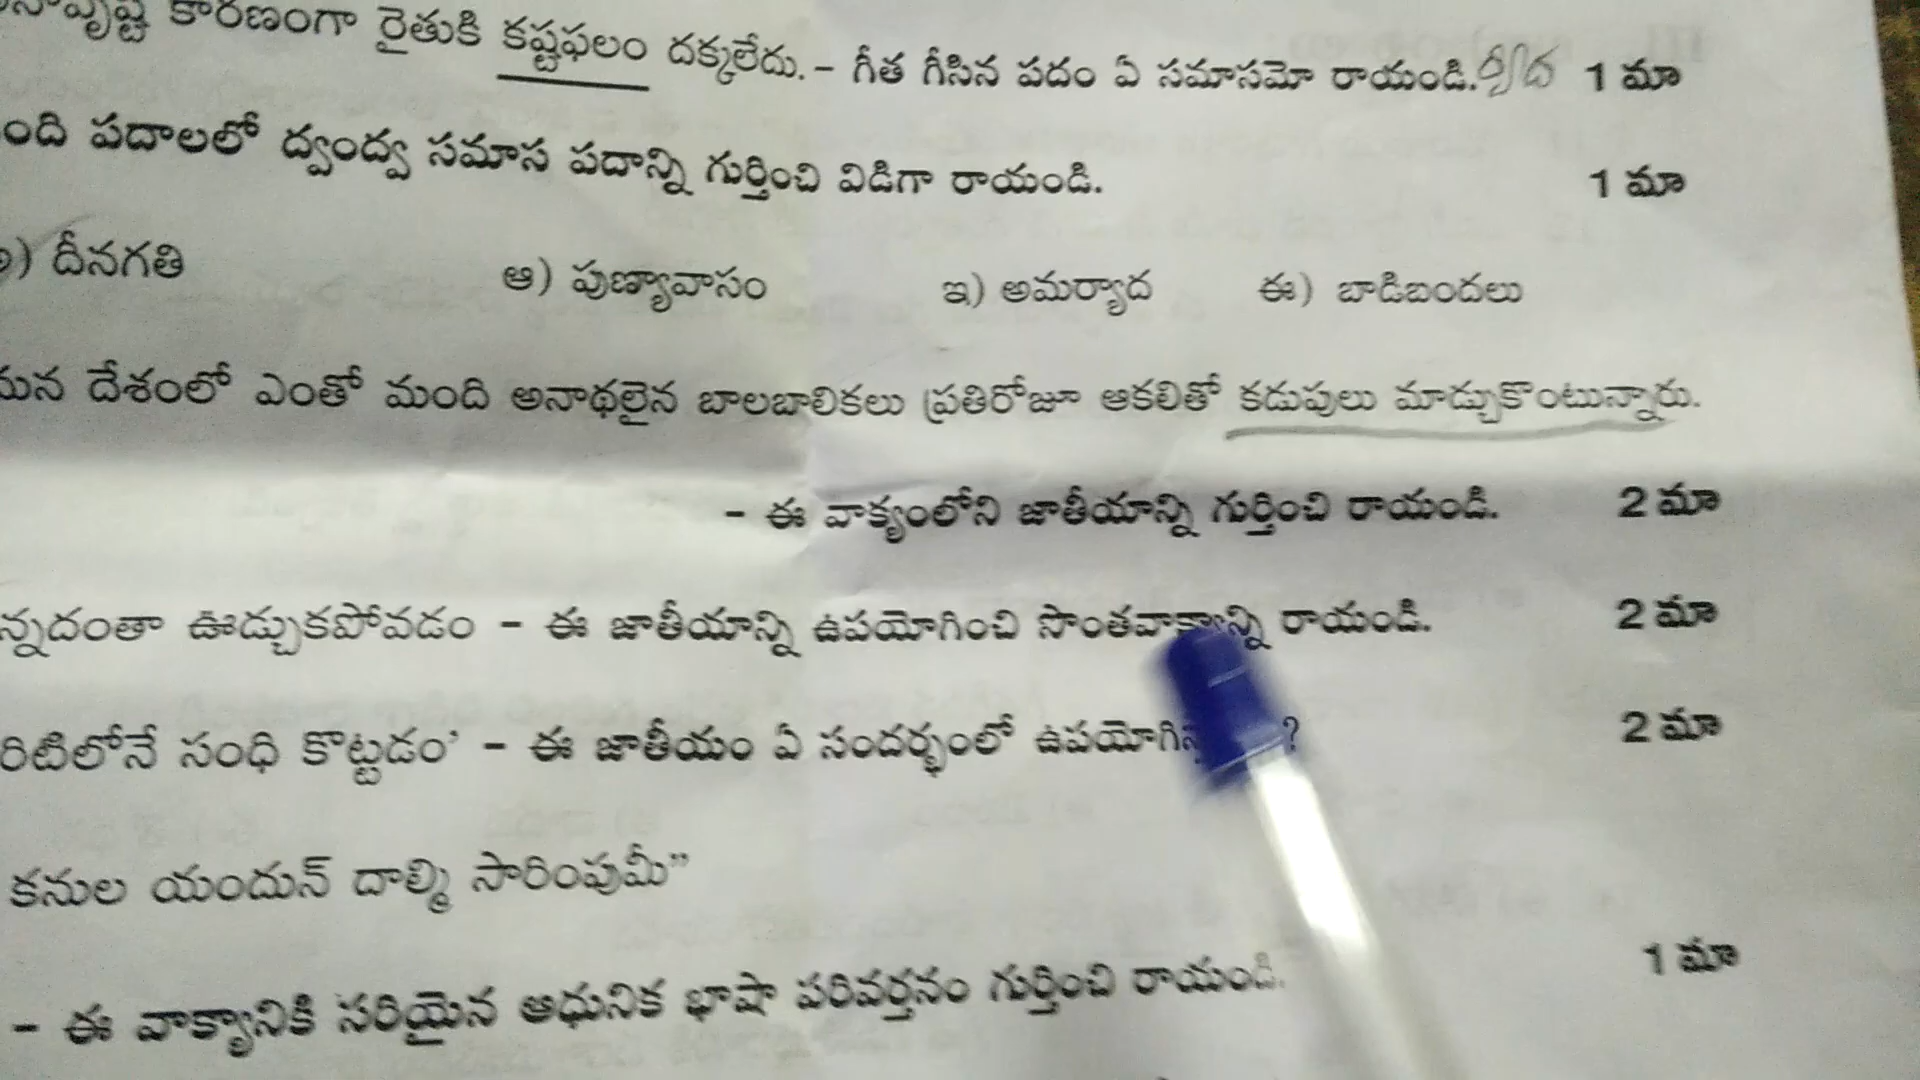 కారణంగా రైతుకి కష్టఫలం దక్కలేదు. – గీత గీసిన పదం ఏ సమాసమో రాయండి. 1 మా
ంది పదాలలో ద్వంద్వ సమాస పదాన్ని గుర్తించి విడిగా రాయండి. 1 మా
) దీనగతి ఆ) పుణ్యావాసం ఇ) అమర్యాద ఈ) బాడిబందలు
మన దేశంలో ఎంతో మంది అనాథలైన బాలబాలికలు ప్రతిరోజూ ఆకలితో కడుపులు మాడ్చుకొంటున్నారు.
– ఈ వాక్యంలోని జాతీయాన్ని గుర్తించి రాయండి. 2 మా
న్నదంతా ఊడ్చుకపోవడం – ఈ జాతీయాన్ని ఉపయోగించి సొంతవాక్యాన్ని రాయండి. 2 మా
రిటిలోనే సంధి కొట్టడం’ – ఈ జాతీయం ఏ సందర్భంలో ? 2 మా
కనుల యందున్ దాల్మి సారింపుమీ”
– ఈ వాక్యానికి సరియైన ఆధునిక భాషా పరివర్తనం గుర్తించి రాయండి. 1 మా